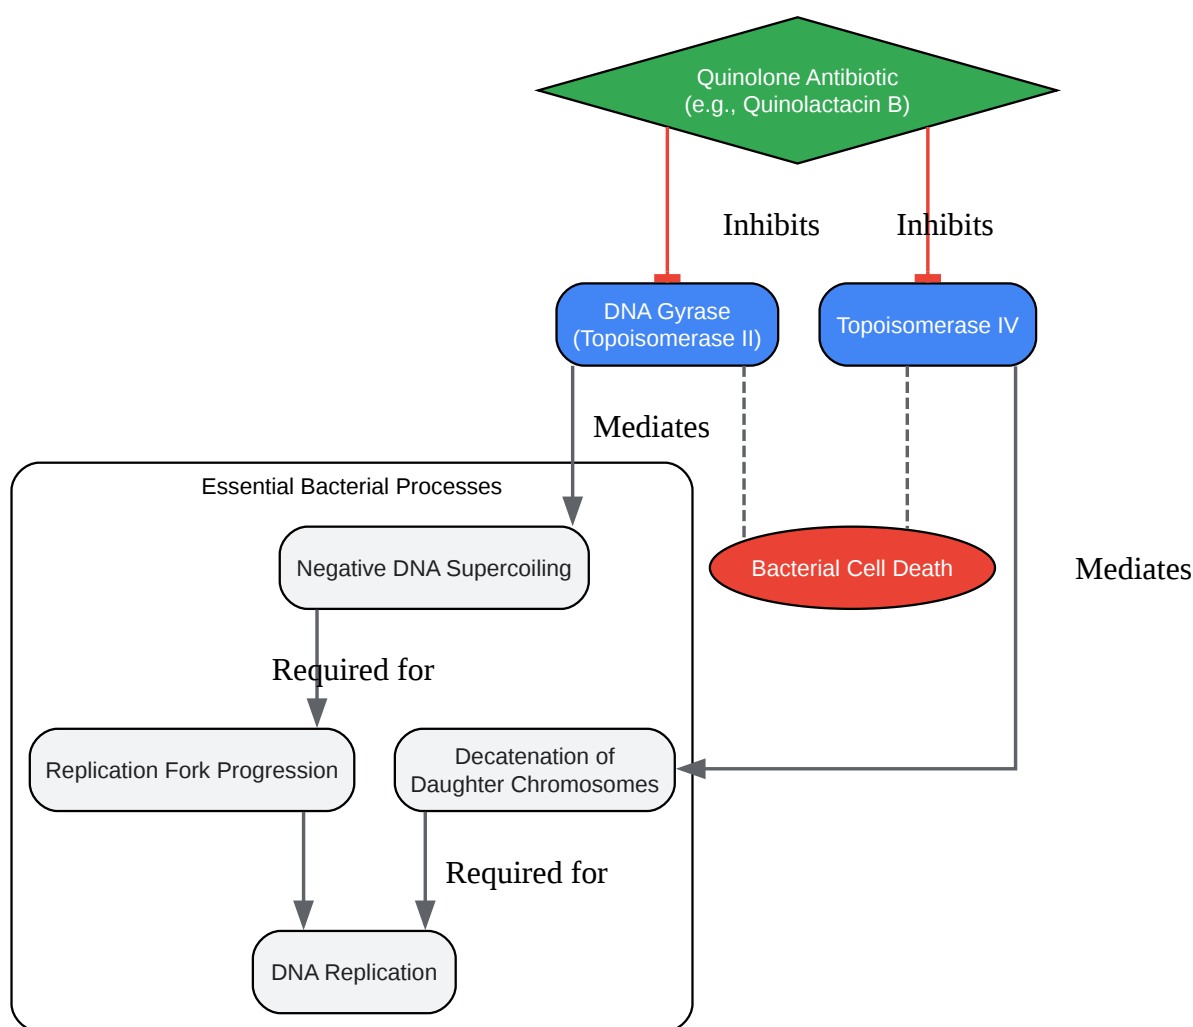 Quinolone Antibiotic
(e.g., Quinolactacin B)
Inhibits
Inhibits
DNA Gyrase
(Topoisomerase II)
Topoisomerase IV
Mediates
Essential Bacterial Processes
Negative DNA Supercoiling
Bacterial Cell Death
Mediates
Required for
Replication Fork Progression
Decatenation of
Daughter Chromosomes
Required for
DNA Replication